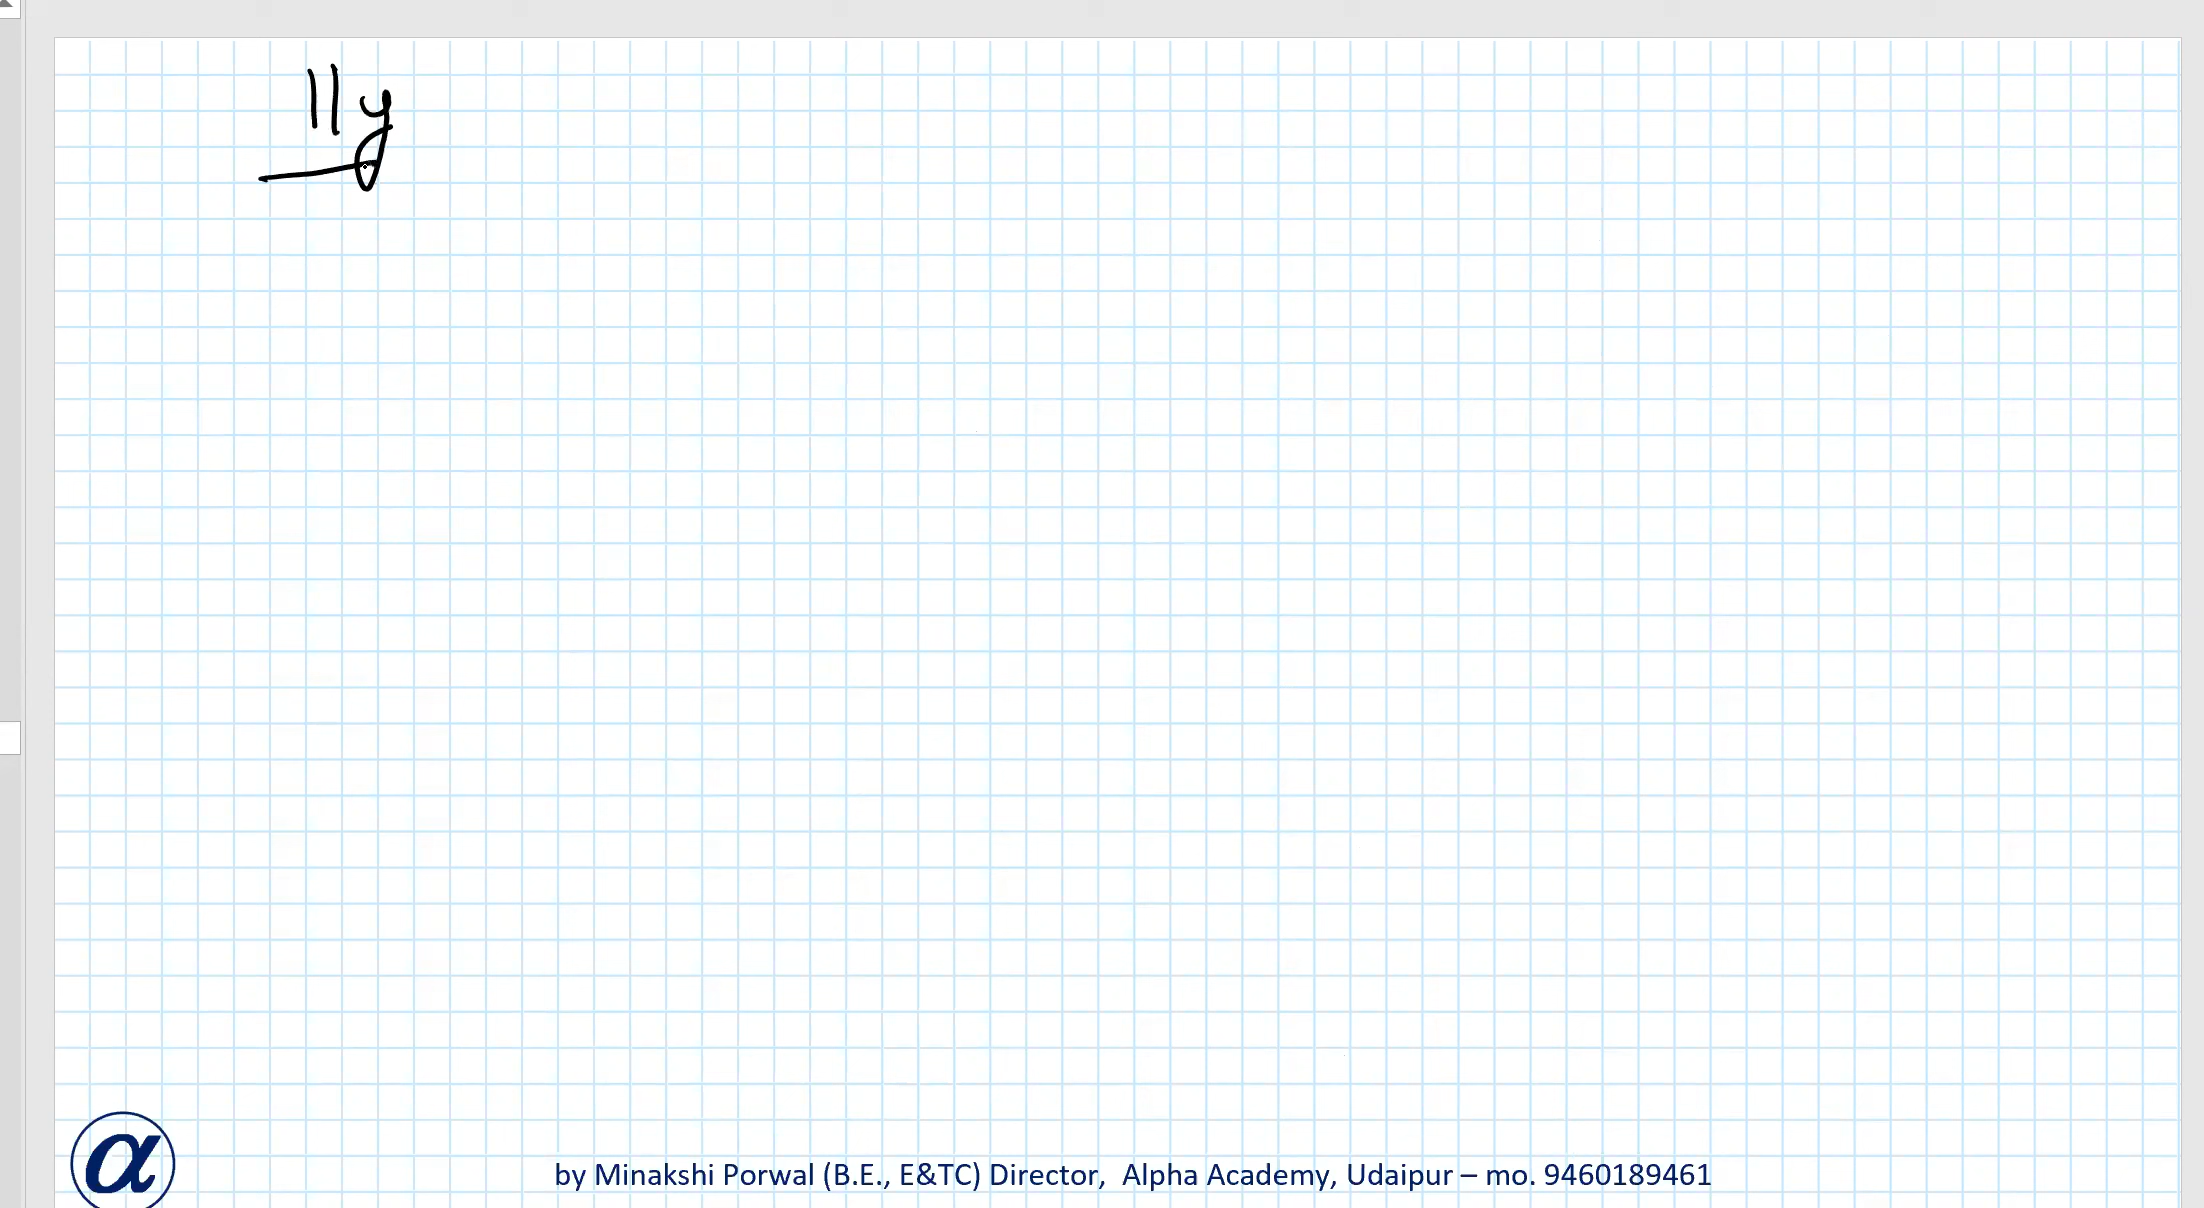 lly
α
by Minakshi Porwal (B.E., E&TC) Director, Alpha Academy, Udaipur – mo. 9460189461